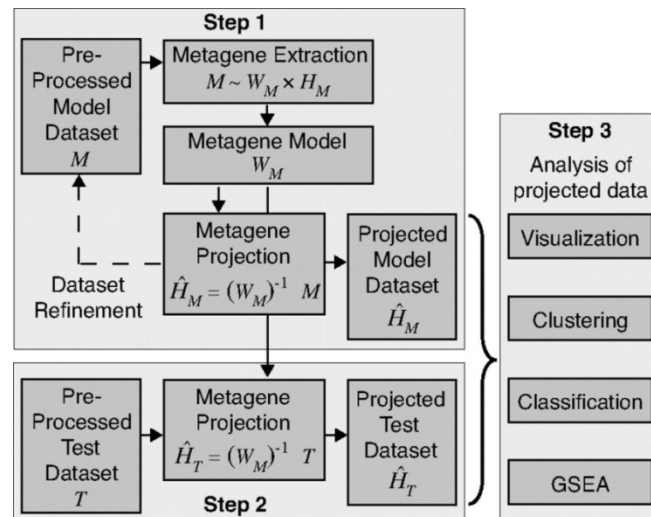 Step 1
Pre-
Processed
Model
Dataset
M
Metagene Extraction
M ~ W_M × H_M
Metagene Model
W_M
Metagene
Projection
Ĥ_M = (W_M)⁻¹ M
Projected
Model
Dataset
Ĥ_M
Dataset
Refinement
Pre-
Processed
Test
Dataset
T
Metagene
Projection
Ĥ_T = (W_M)⁻¹ T
Projected
Test
Dataset
Ĥ_T
Step 2
Step 3
Analysis of
projected data
Visualization
Clustering
Classification
GSEA